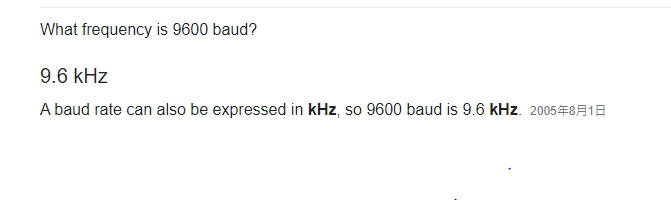 What frequency is 9600 baud?
9.6 kHz
A baud rate can also be expressed in kHz, so 9600 baud is 9.6 kHz. 2005年8月1日